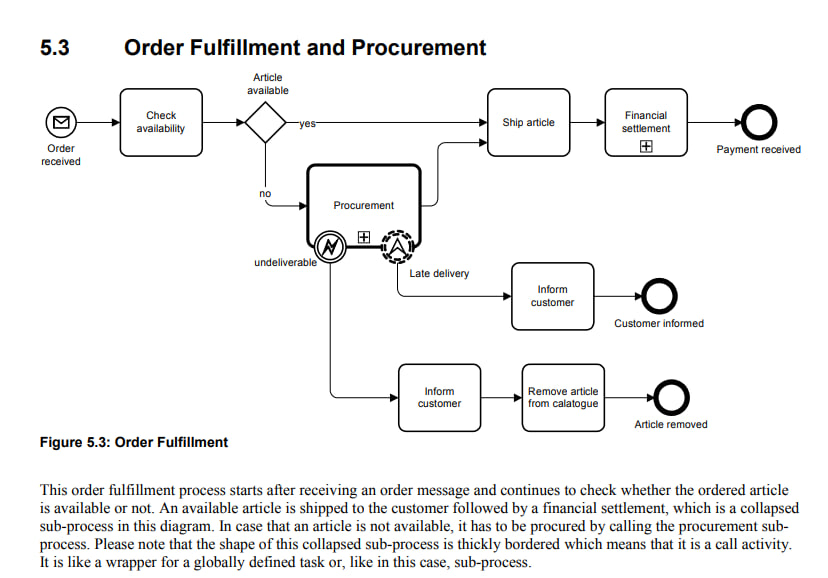 5.3 Order Fulfillment and Procurement
Article
available
Check
availability
yes
Ship article
Financial
settlement
Order
received
Payment received
no
Procurement
undeliverable
Late delivery
Inform
customer
Customer informed
Inform
customer
Remove article
from calatogue
Article removed
Figure 5.3: Order Fulfillment
This order fulfillment process starts after receiving an order message and continues to check whether the ordered article
is available or not. An available article is shipped to the customer followed by a financial settlement, which is a collapsed
sub-process in this diagram. In case that an article is not available, it has to be procured by calling the procurement sub-
process. Please note that the shape of this collapsed sub-process is thickly bordered which means that it is a call activity.
It is like a wrapper for a globally defined task or, like in this case, sub-process.